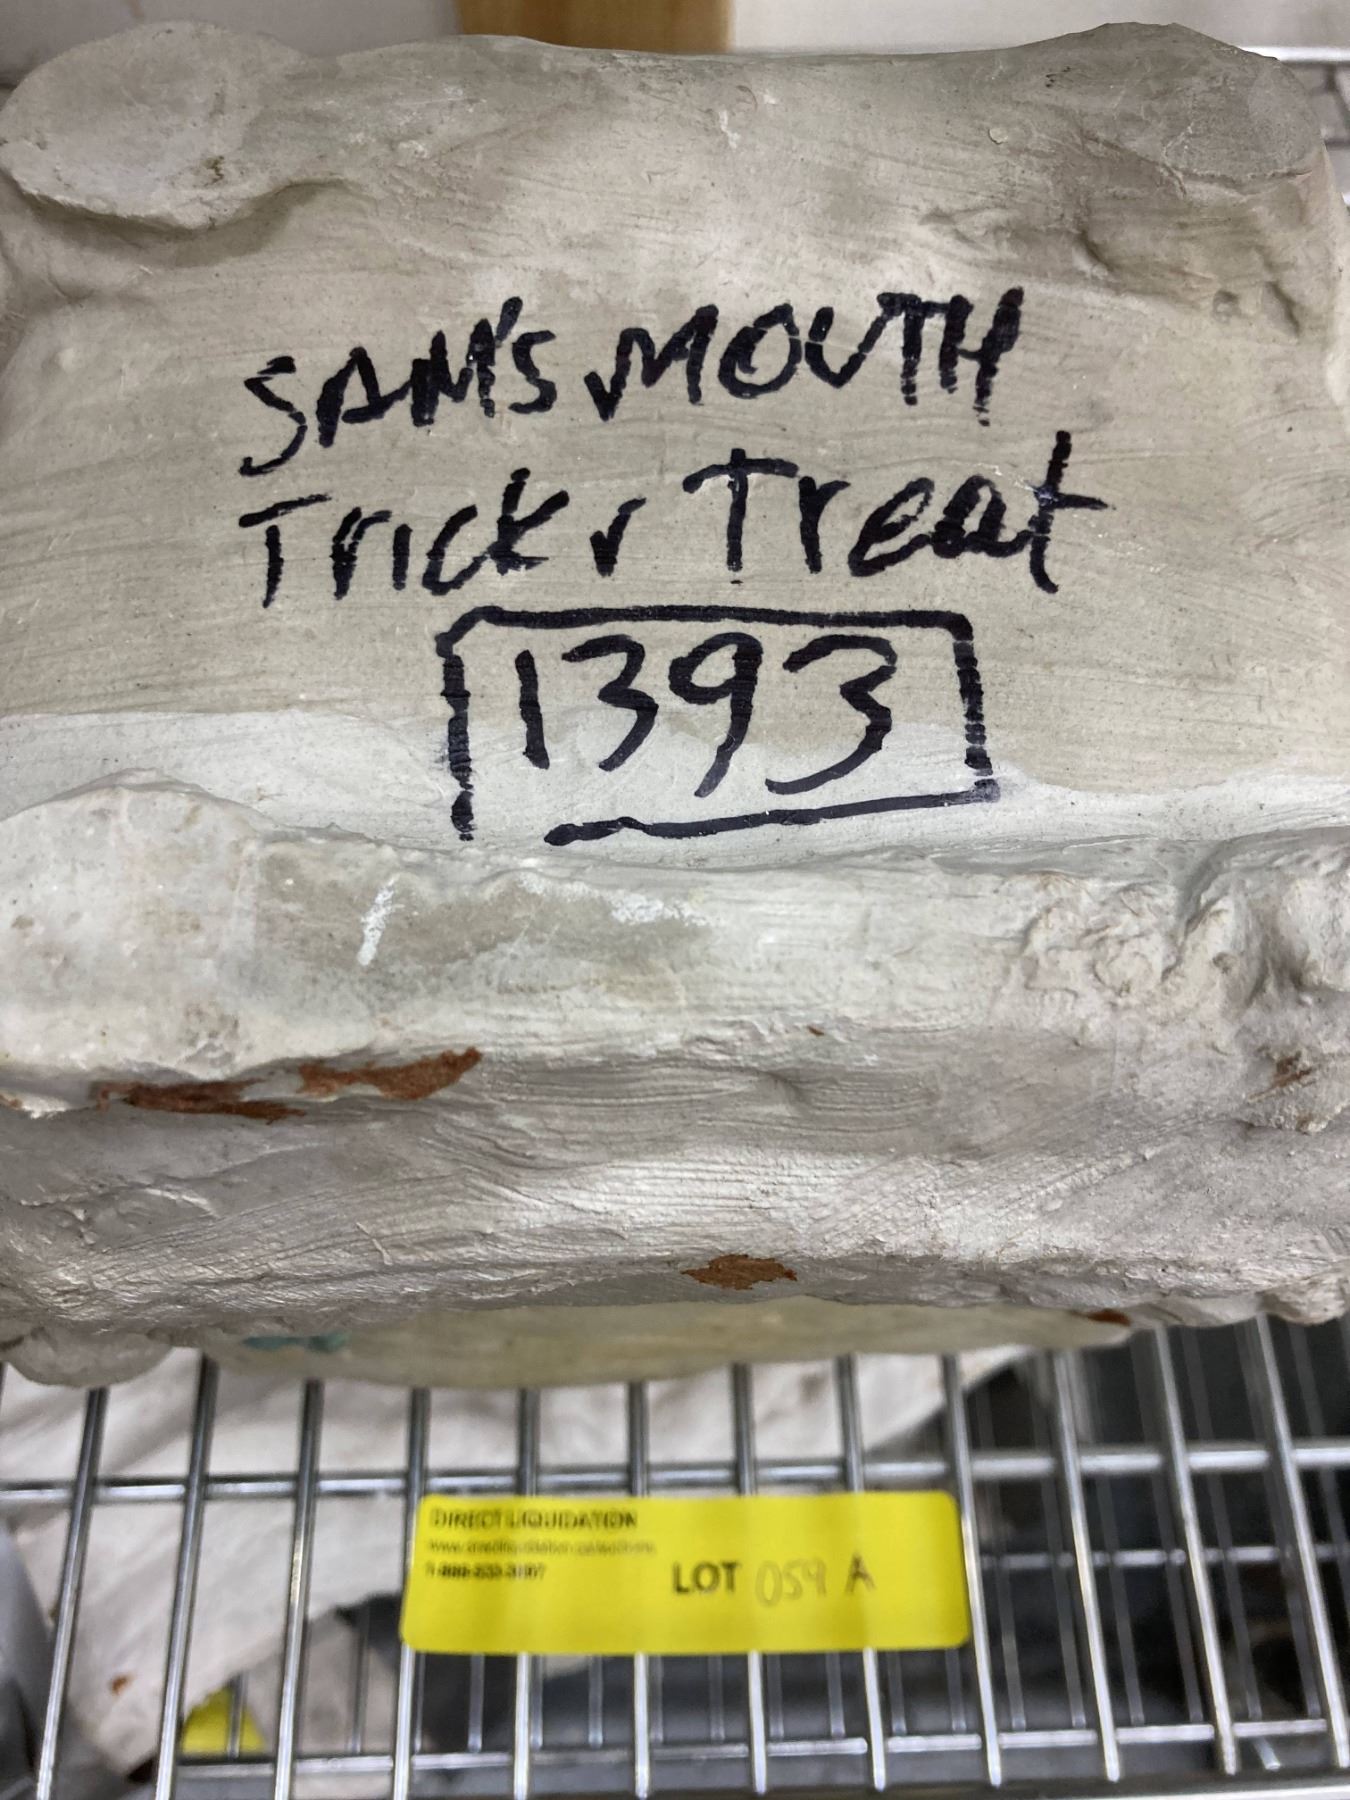 SAM's MOUTH
Trick r Treat
1393
DIRECT LIQUIDATION
LOT 059 A